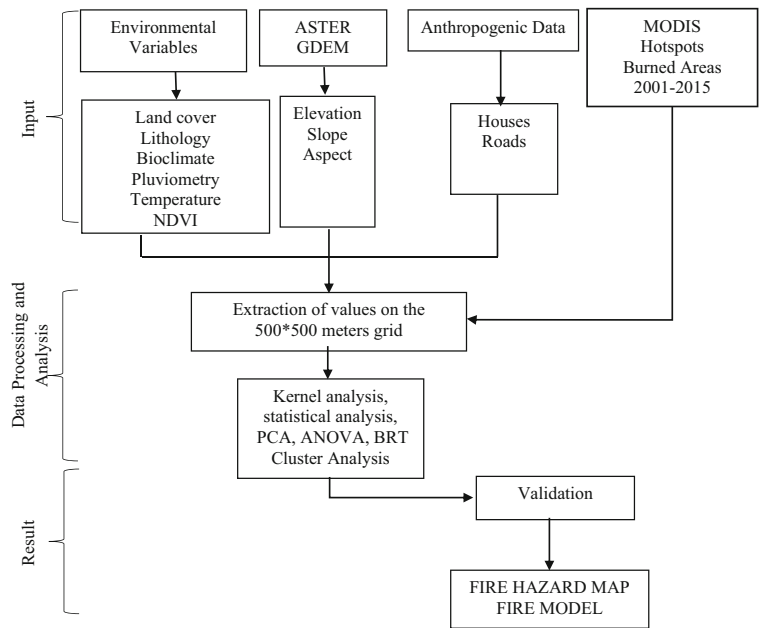 Input
Environmental
Variables
ASTER
GDEM
Anthropogenic Data
MODIS
Hotspots
Burned Areas
2001-2015
Land cover
Lithology
Bioclimate
Pluviometry
Temperature
NDVI
Elevation
Slope
Aspect
Houses
Roads
Data Processing and
Analysis
Extraction of values on the
500*500 meters grid
Kernel analysis,
statistical analysis,
PCA, ANOVA, BRT
Cluster Analysis
Result
Validation
FIRE HAZARD MAP
FIRE MODEL